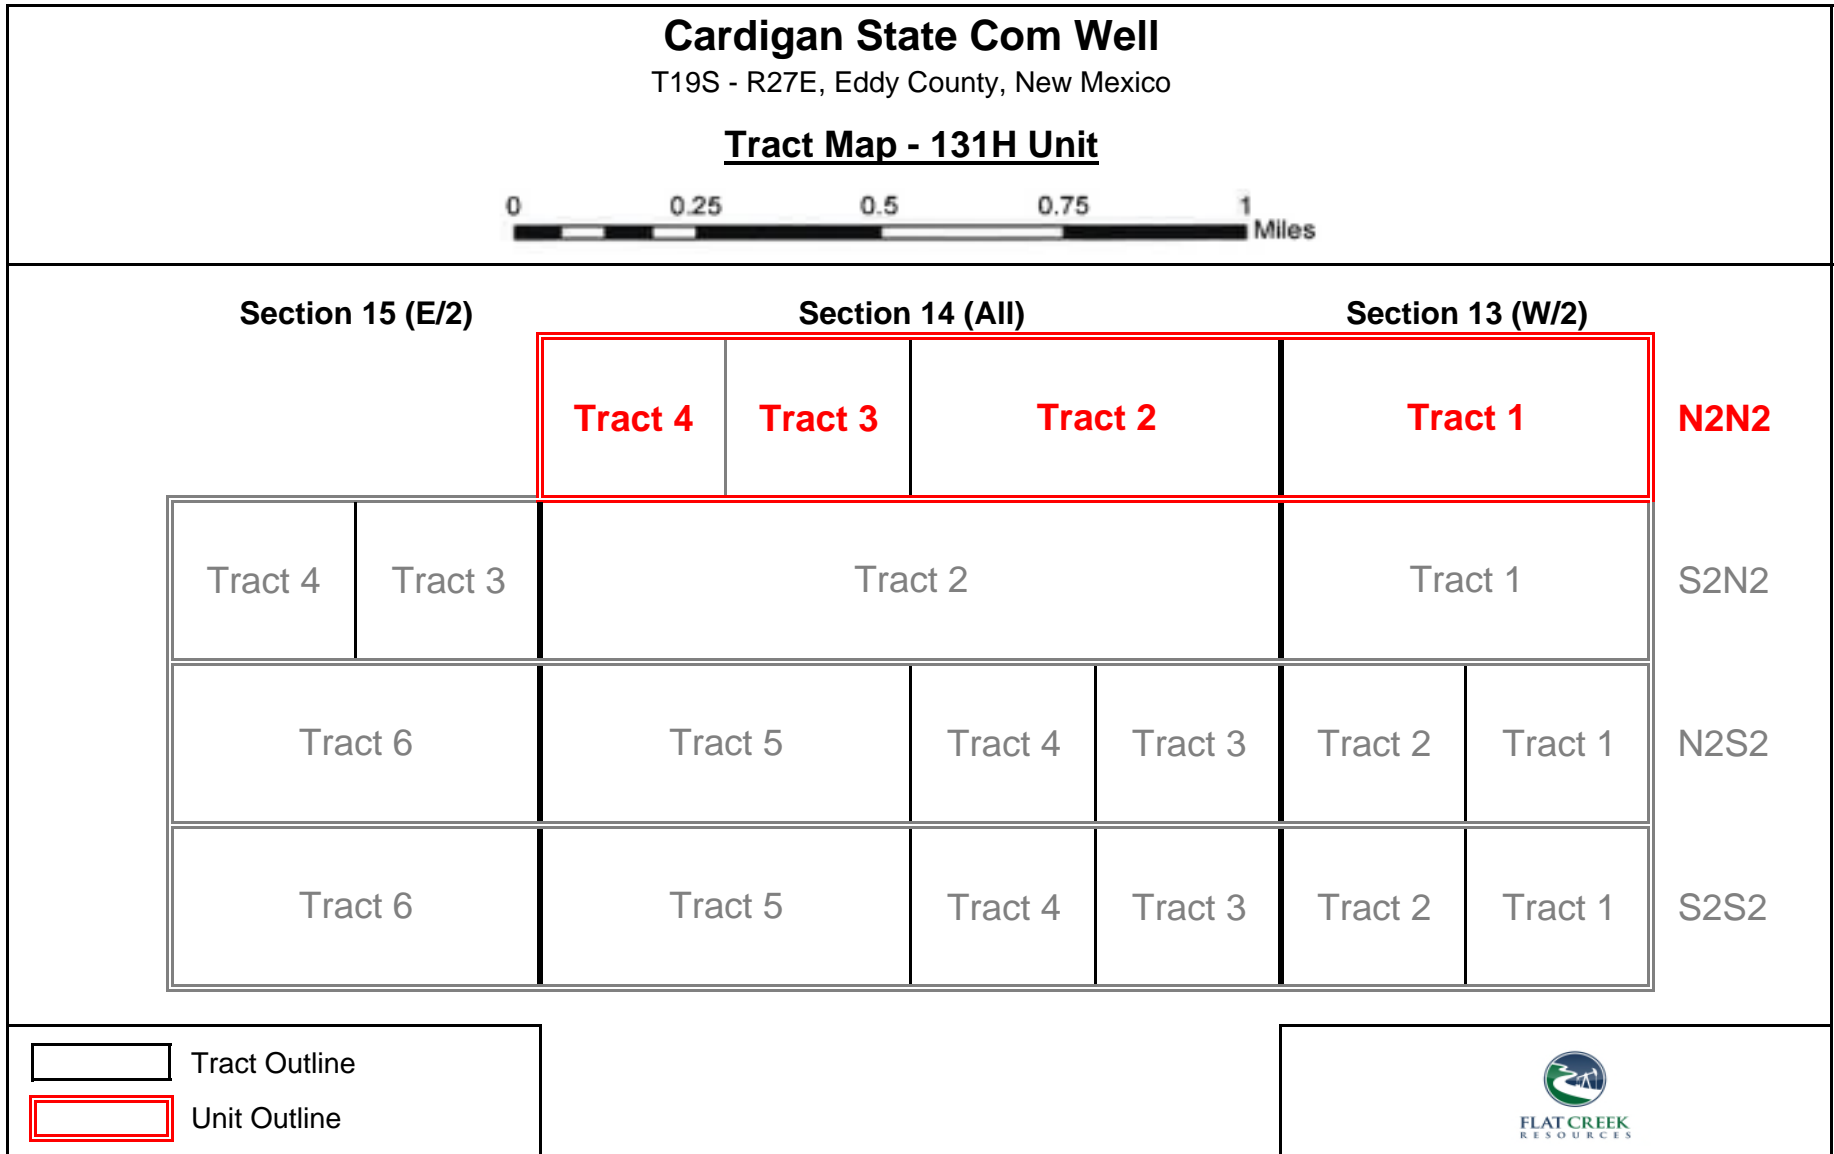 Cardigan State Com Well
T19S - R27E, Eddy County, New Mexico
Tract Map - 131H Unit
0 0.25 0.5 0.75 1
Miles
Section 15 (E/2) Section 14 (All) Section 13 (W/2)
Tract 4 Tract 3 Tract 2 Tract 1 N2N2
Tract 4 Tract 3 Tract 2 Tract 1 S2N2
Tract 6 Tract 5 Tract 4 Tract 3 Tract 2 Tract 1 N2S2
Tract 6 Tract 5 Tract 4 Tract 3 Tract 2 Tract 1 S2S2
Tract Outline
Unit Outline
FLAT CREEK
RESOURCES